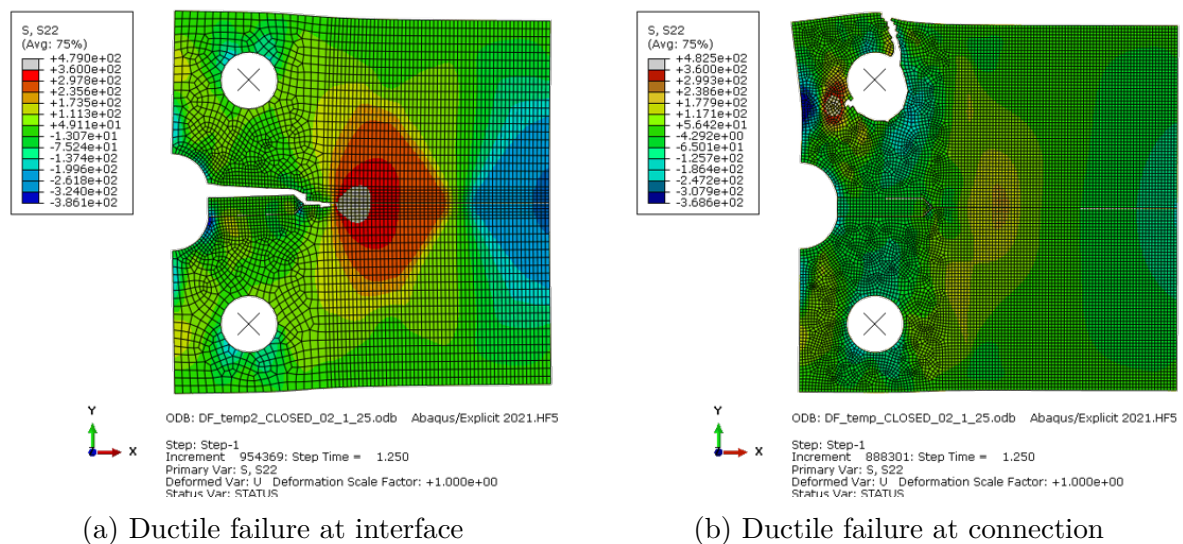 S, S22
(Avg: 75%)
+4.790e+02
+3.600e+02
+2.978e+02
+2.356e+02
+1.735e+02
+1.113e+02
+4.911e+01
-1.307e+01
-7.524e+01
-1.374e+02
-1.996e+02
-2.618e+02
-3.240e+02
-3.861e+02
Y
X
ODB: DF_temp2_CLOSED_02_1_25.odb Abaqus/Explicit 2021.HF5
Step: Step-1
Increment 954369: Step Time = 1.250
Primary Var: S, S22
Deformed Var: U Deformation Scale Factor: +1.000e+00
Status Var: STATUS
(a) Ductile failure at interface
S, S22
(Avg: 75%)
+4.825e+02
+3.600e+02
+2.993e+02
+2.386e+02
+1.779e+02
+1.171e+02
+5.642e+01
-4.292e+00
-6.501e+01
-1.257e+02
-1.864e+02
-2.472e+02
-3.079e+02
-3.686e+02
Y
X
ODB: DF_temp_CLOSED_02_1_25.odb Abaqus/Explicit 2021.HF5
Step: Step-1
Increment 888301: Step Time = 1.250
Primary Var: S, S22
Deformed Var: U Deformation Scale Factor: +1.000e+00
Status Var: STATUS
(b) Ductile failure at connection